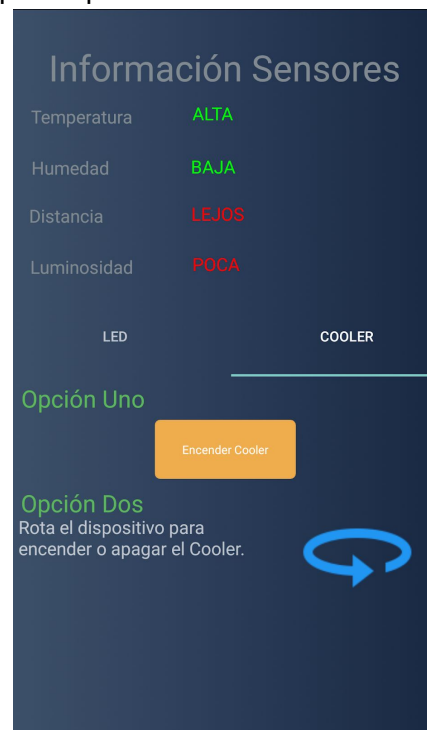 Información Sensores
Temperatura ALTA
Humedad BAJA
Distancia LEJOS
Luminosidad POCA
LED COOLER
Opción Uno
Encender Cooler
Opción Dos
Rota el dispositivo para
encender o apagar el Cooler.